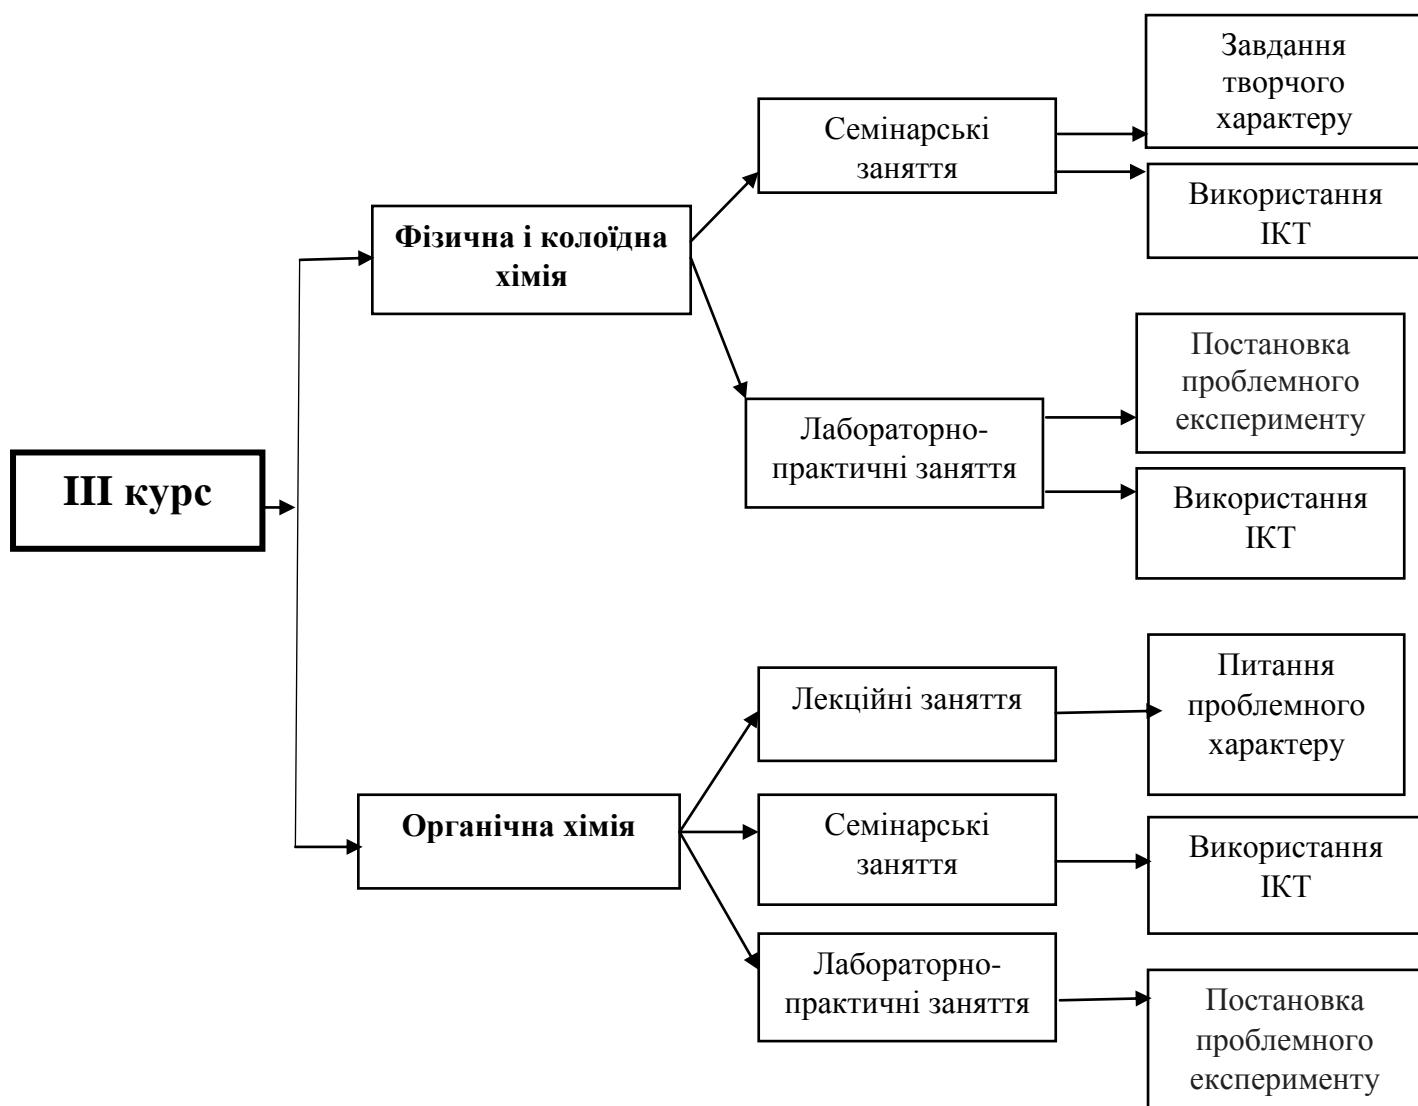 ІІІ курс
Фізична і колоїдна
хімія
Семінарські
заняття
Завдання
творчого
характеру
Використання
ІКТ
Лабораторно-
практичні заняття
Постановка
проблемного
експерименту
Використання
ІКТ
Органічна хімія
Лекційні заняття
Питання
проблемного
характеру
Семінарські
заняття
Використання
ІКТ
Лабораторно-
практичні заняття
Постановка
проблемного
експерименту